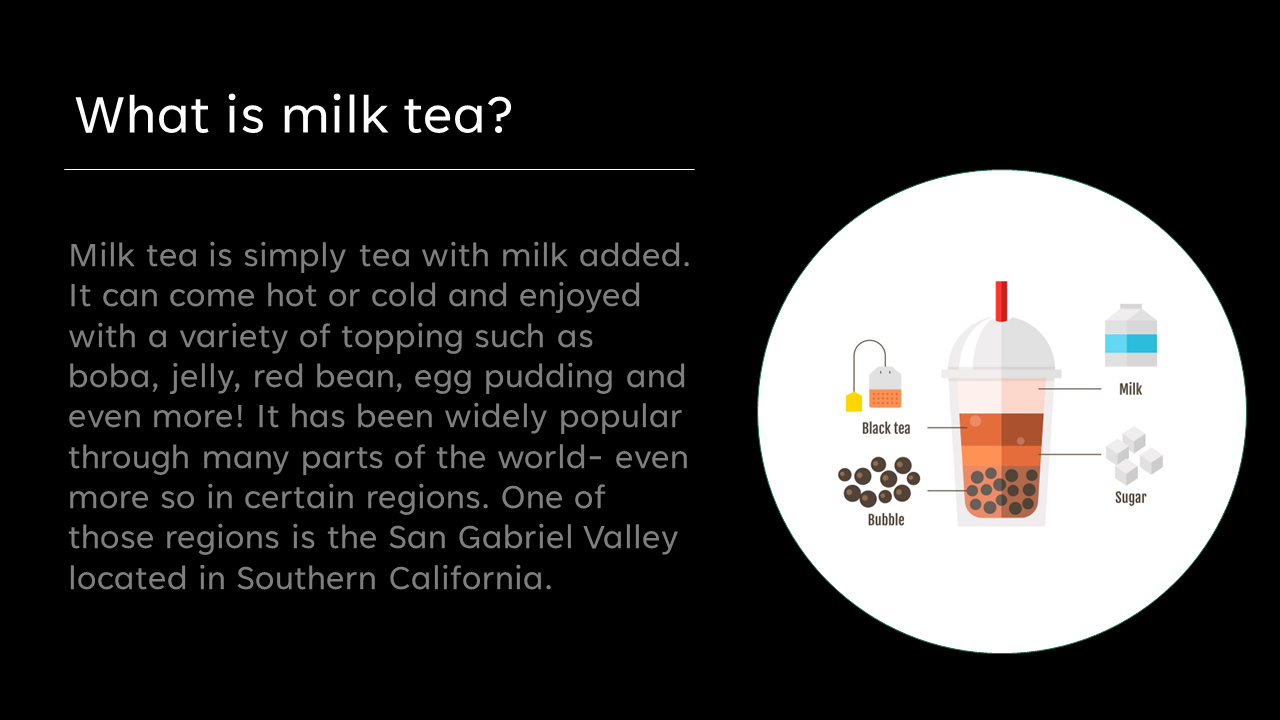 What is milk tea?
Milk tea is simply tea with milk added.
It can come hot or cold and enjoyed
with a variety of topping such as
boba, jelly, red bean, egg pudding and
even more! It has been widely popular
through many parts of the world- even
more so in certain regions. One of
those regions is the San Gabriel Valley
located in Southern California.
Milk
Black tea
Sugar
Bubble